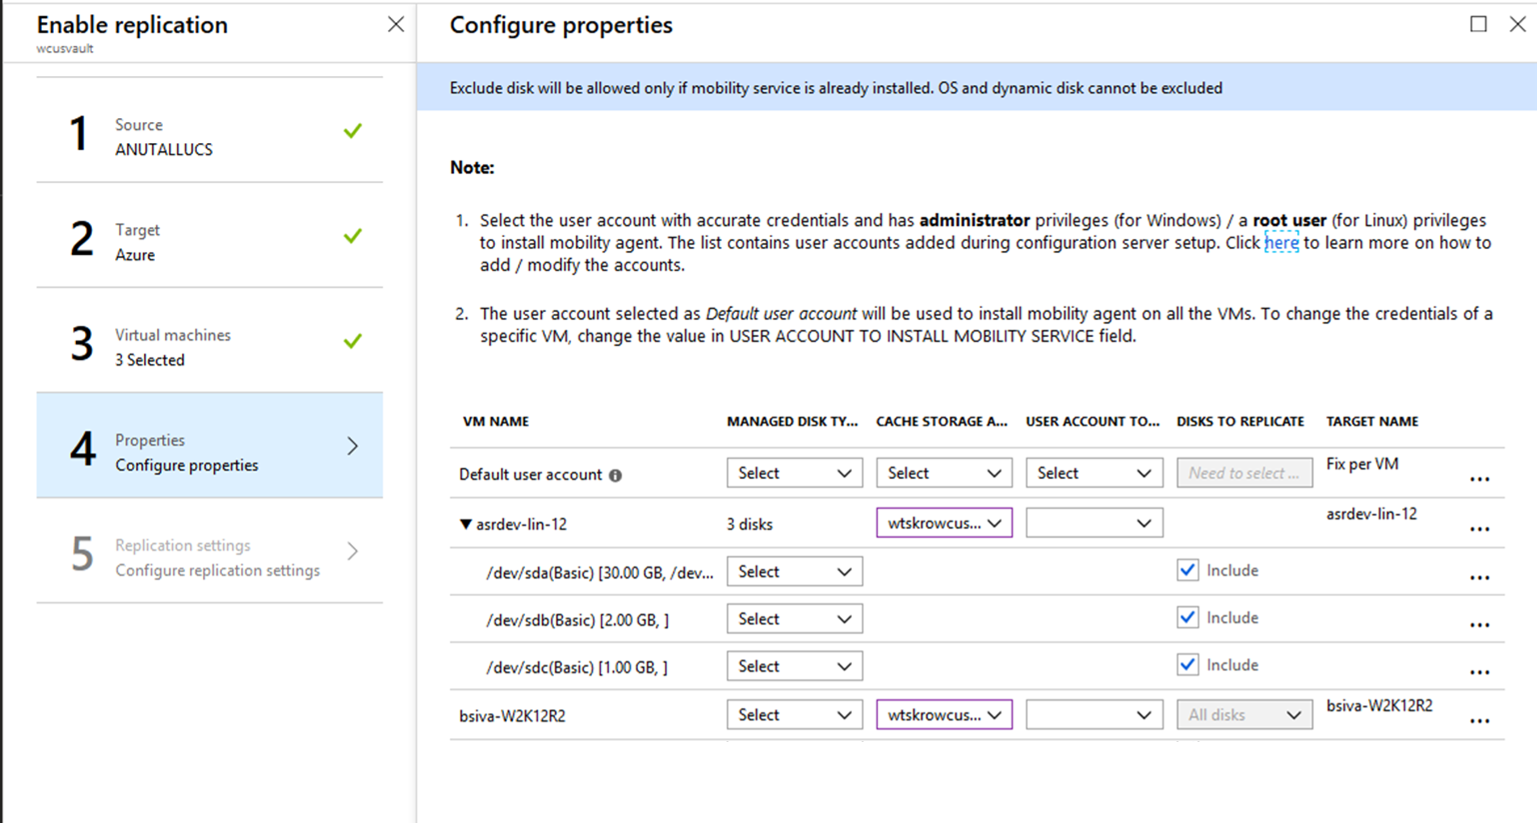 Enable replication
wcusvault
1
Source
ANUTALLUCS
2
Target
Azure
3
Virtual machines
3 Selected
4
Properties
Configure properties
5
Replication settings
Configure replication settings
Configure properties
Exclude disk will be allowed only if mobility service is already installed. OS and dynamic disk cannot be excluded
Note:
1. Select the user account with accurate credentials and has administrator privileges (for Windows) / a root user (for Linux) privileges
to install mobility agent. The list contains user accounts added during configuration server setup. Click here to learn more on how to
add / modify the accounts.
2. The user account selected as Default user account will be used to install mobility agent on all the VMs. To change the credentials of a
specific VM, change the value in USER ACCOUNT TO INSTALL MOBILITY SERVICE field.
VM NAME MANAGED DISK TY... CACHE STORAGE A... USER ACCOUNT TO... DISKS TO REPLICATE TARGET NAME
Default user account Select Select Select Need to select ... Fix per VM ...
asrdev-lin-12 3 disks wtskrowcus... asrdev-lin-12 ...
/dev/sda(Basic) [30.00 GB, /dev... Select Include ...
/dev/sdb(Basic) [2.00 GB, ] Select Include ...
/dev/sdc(Basic) [1.00 GB, ] Select Include ...
bsiva-W2K12R2 Select wtskrowcus... All disks bsiva-W2K12R2 ...